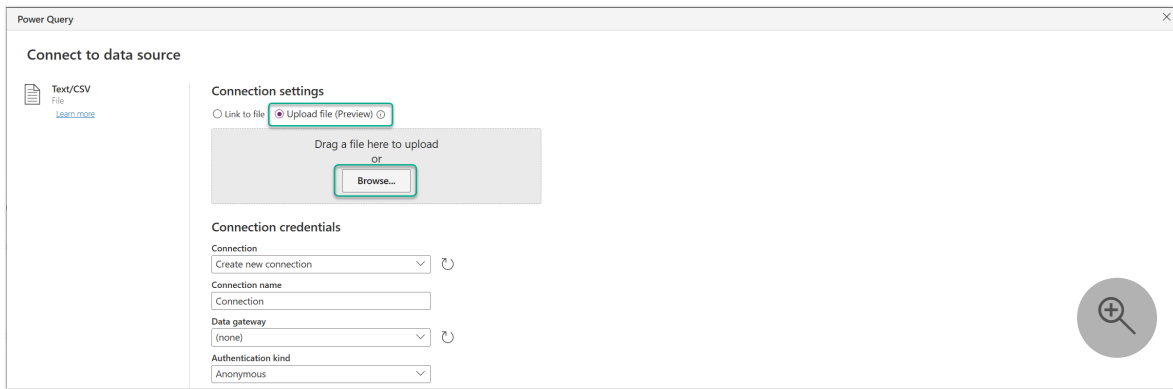 Power Query
Connect to data source
Text/CSV
File
Learn more
Connection settings
Link to file Upload file (Preview)
Drag a file here to upload
or
Browse...
Connection credentials
Connection
Create new connection
Connection name
Connection
Data gateway
(none)
Authentication kind
Anonymous